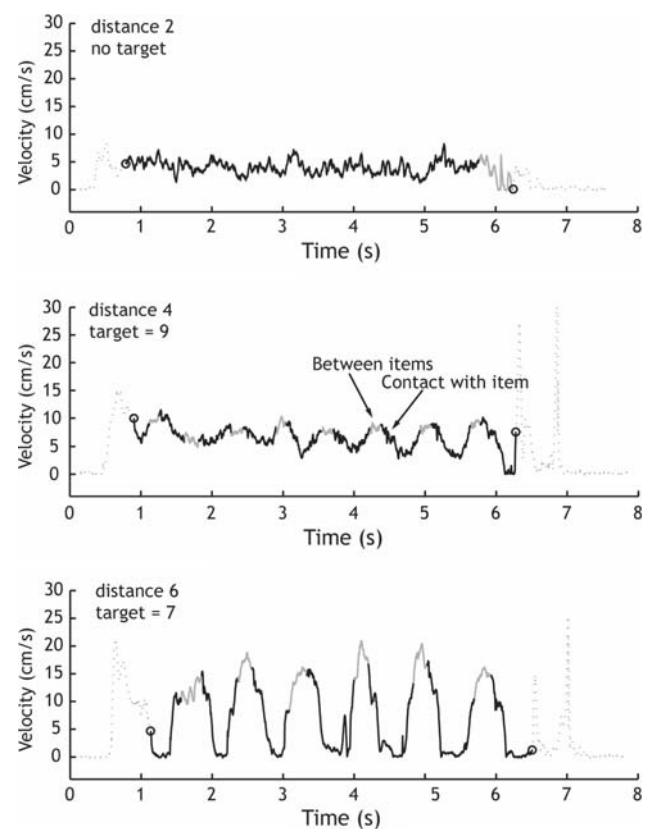 distance 2
no target
Velocity (cm/s)
30
25
20
15
10
5
0
0 1 2 3 4 5 6 7 8
Time (s)
distance 4
target = 9
Velocity (cm/s)
30
25
20
15
10
5
0
Between items
Contact with item
0 1 2 3 4 5 6 7 8
Time (s)
distance 6
target = 7
Velocity (cm/s)
30
25
20
15
10
5
0
0 1 2 3 4 5 6 7 8
Time (s)